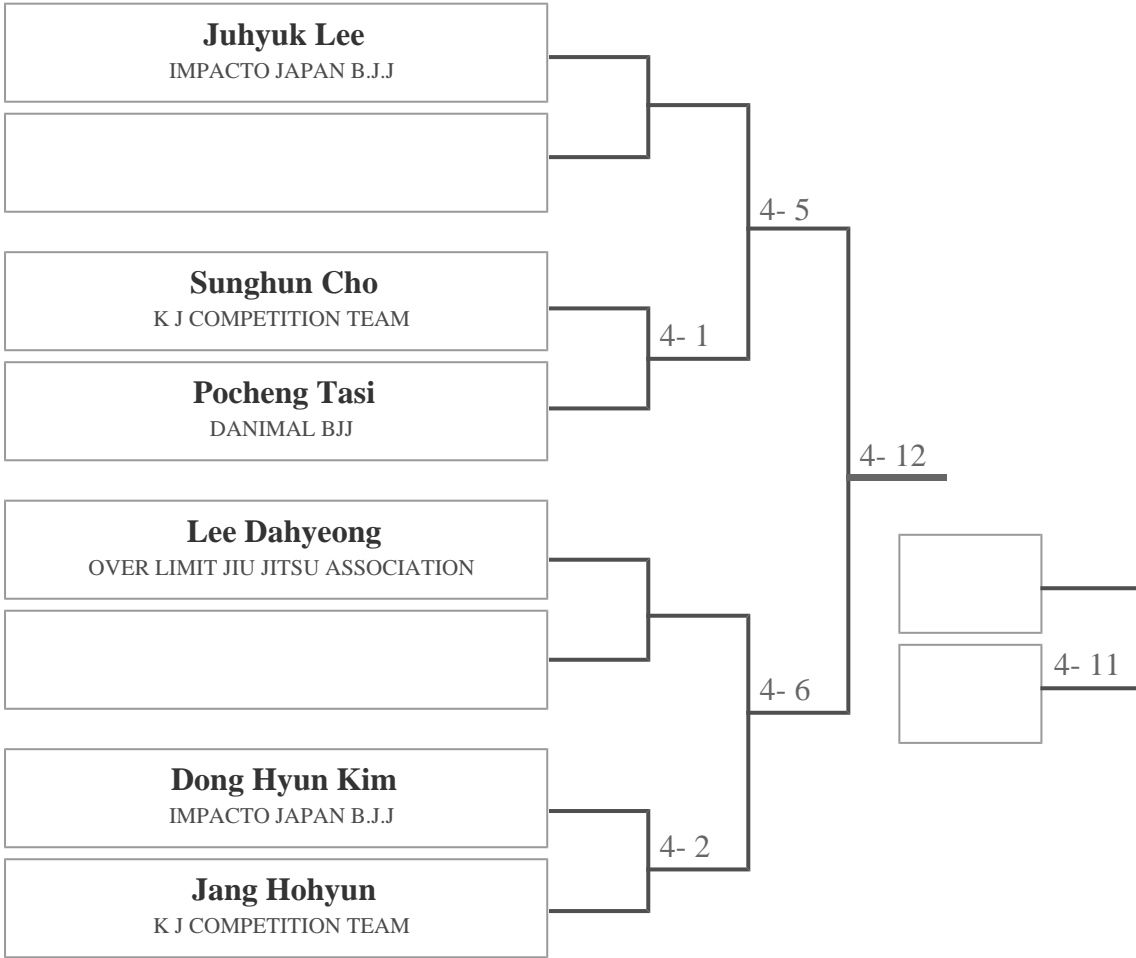 Juhyuk Lee
IMPACTO JAPAN B.J.J
4- 5
Sunghun Cho
K J COMPETITION TEAM
4- 1
Pocheng Tasi
DANIMAL BJJ
4- 12
Lee Dahyeong
OVER LIMIT JIU JITSU ASSOCIATION
4- 11
4- 6
Dong Hyun Kim
IMPACTO JAPAN B.J.J
4- 2
Jang Hohyun
K J COMPETITION TEAM